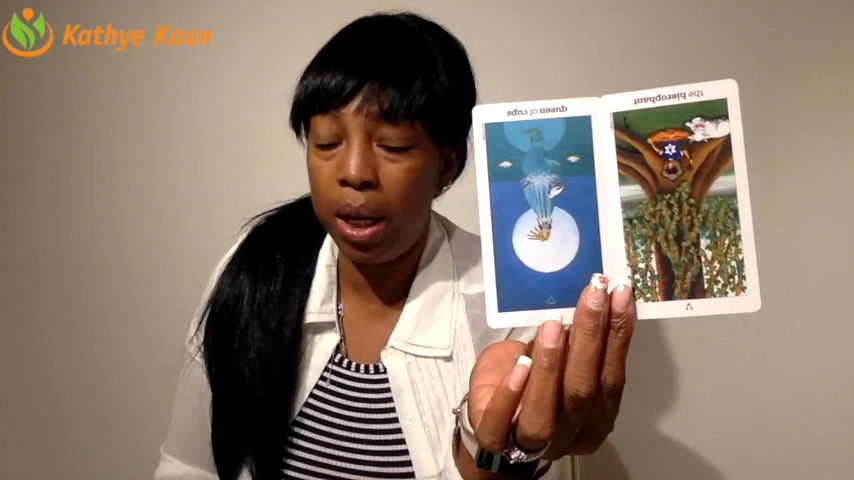 Kathye Koan
queen of cups
the hierophant
V